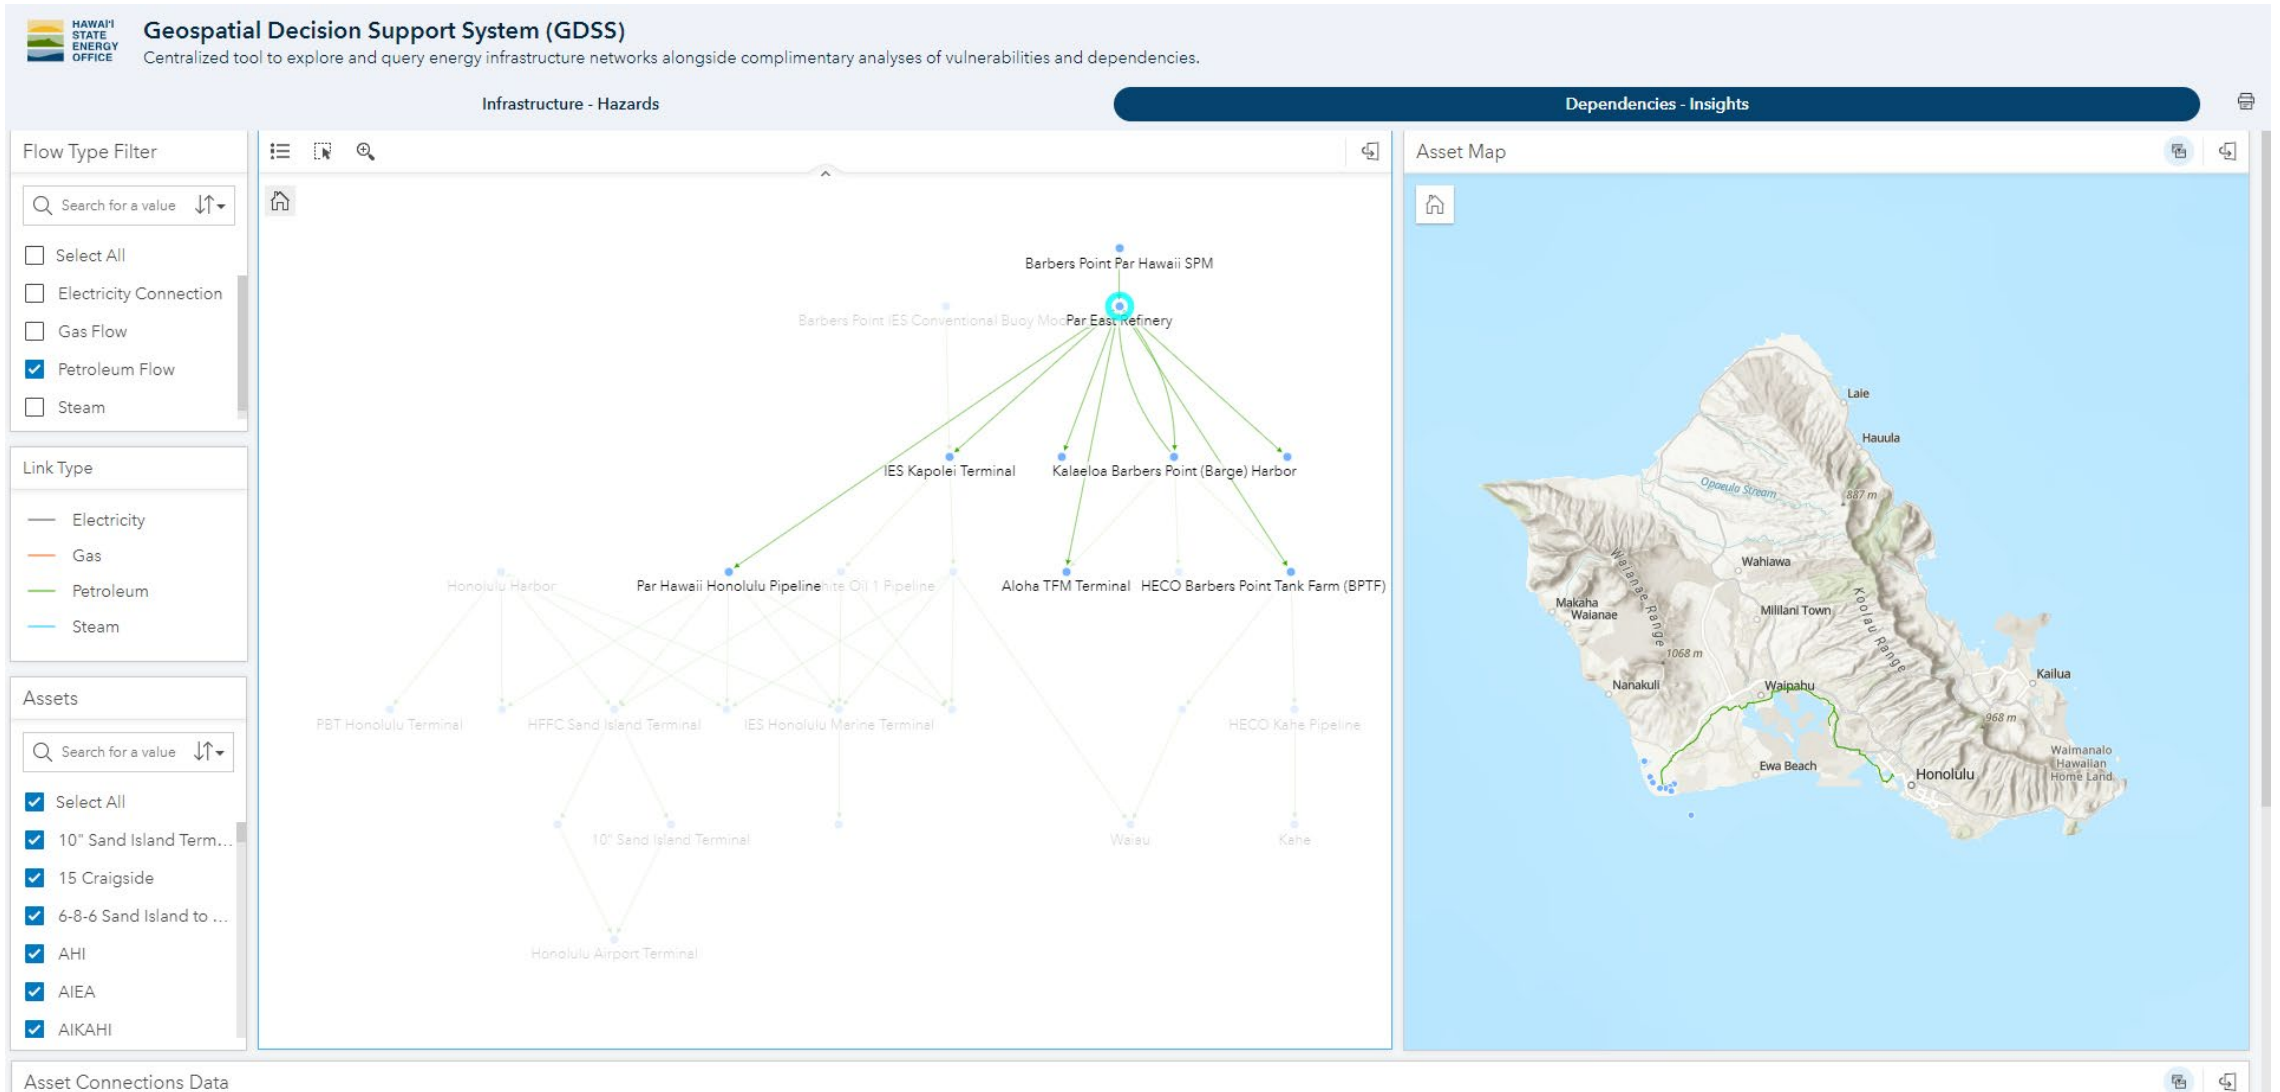 HAWAI'I
STATE
ENERGY
OFFICE
Geospatial Decision Support System (GDSS)
Centralized tool to explore and query energy infrastructure networks alongside complimentary analyses of vulnerabilities and dependencies.
Infrastructure - Hazards
Dependencies - Insights
Flow Type Filter
Search for a value
Select All
Electricity Connection
Gas Flow
Petroleum Flow
Steam
Link Type
Electricity
Gas
Petroleum
Steam
Assets
Search for a value
Select All
10" Sand Island Term...
15 Craigside
6-8-6 Sand Island to ...
AHI
AIEA
AIKAHI
Barbers Point Par Hawaii SPM
Barbers Point IES Conventional Buoy
Par East Refinery
IES Kapolei Terminal
Kalaeloa Barbers Point (Barge) Harbor
Honolulu Harbor
Par Hawaii Honolulu Pipeline
Oil 1 Pipeline
Aloha TFM Terminal
HECO Barbers Point Tank Farm (BPTF)
PBT Honolulu Terminal
HFFC Sand Island Terminal
IES Honolulu Marine Terminal
HECO Kahe Pipeline
10" Sand Island Terminal
Waiau
Kahe
Honolulu Airport Terminal
Asset Map
Laie
Hauula
Opaeula Stream
887 m
Wahiawa
Waianae Range
Makaha
Waianae
Mililani Town
Koolau Range
1068 m
Kailua
Nanakuli
Waipahu
968 m
Waimanalo
Hawaiian
Home Land
Ewa Beach
Honolulu
Asset Connections Data